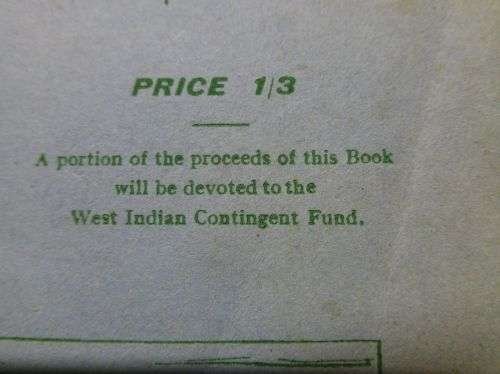 PRICE 1/3
A portion of the proceeds of this Book
will be devoted to the
West Indian Contingent Fund.